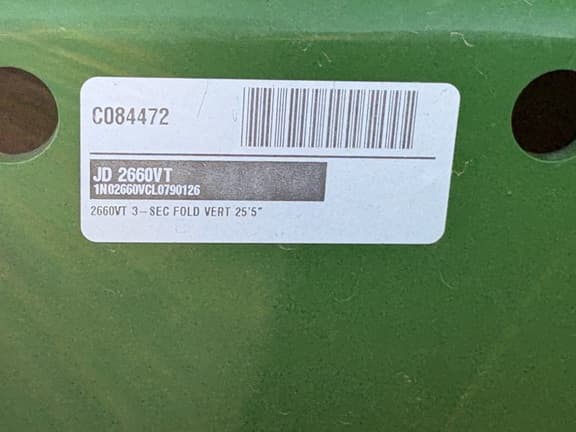 C084472
JD 2660VT
1N02660VCL0790126
2660VT 3-SEC FOLD VERT 25'5"